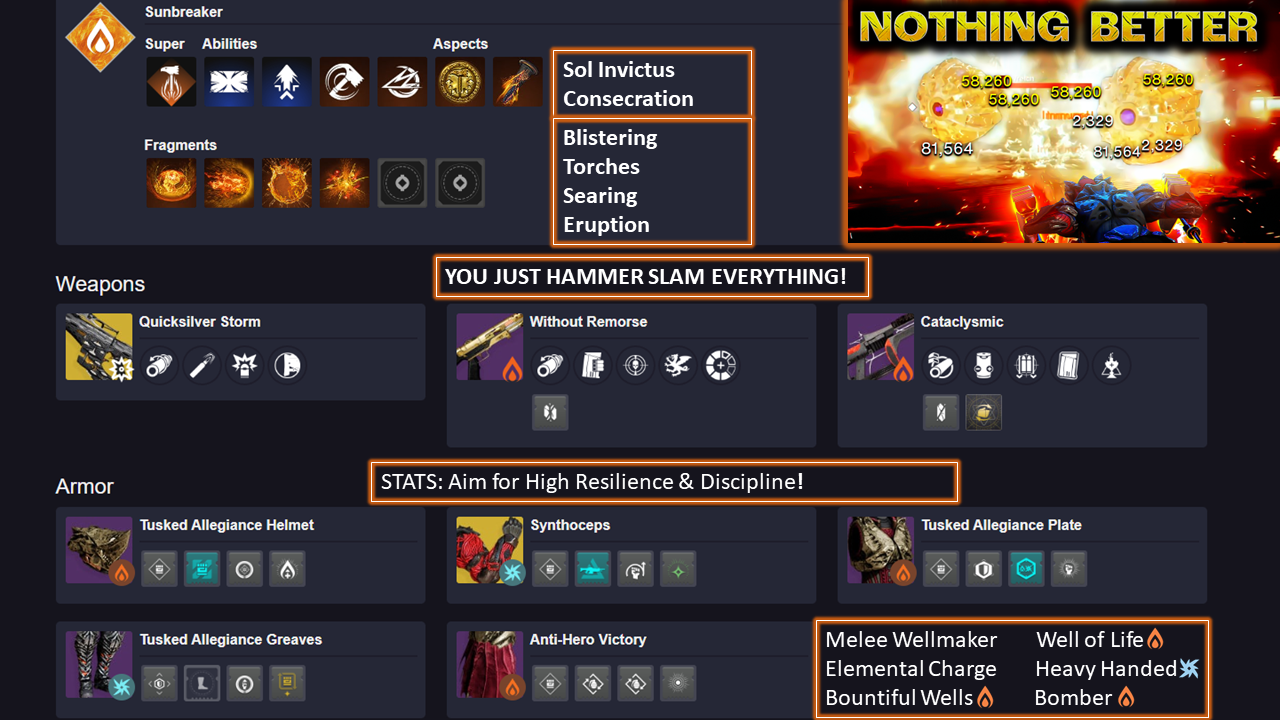 Sunbreaker
Super Abilities Aspects
Sol Invictus
Consecration
Fragments
Blistering
Torches
Searing
Eruption
NOTHING BETTER
58,260
58,260
58,260
58,260
2,329
81,564
81,564
2,329
Weapons
YOU JUST HAMMER SLAM EVERYTHING!
Quicksilver Storm
Without Remorse
Cataclysmic
Armor
STATS: Aim for High Resilience & Discipline!
Tusked Allegiance Helmet
Synthoceps
Tusked Allegiance Plate
Tusked Allegiance Greaves
Anti-Hero Victory
Melee Wellmaker Well of Life
Elemental Charge Heavy Handed
Bountiful Wells Bomber